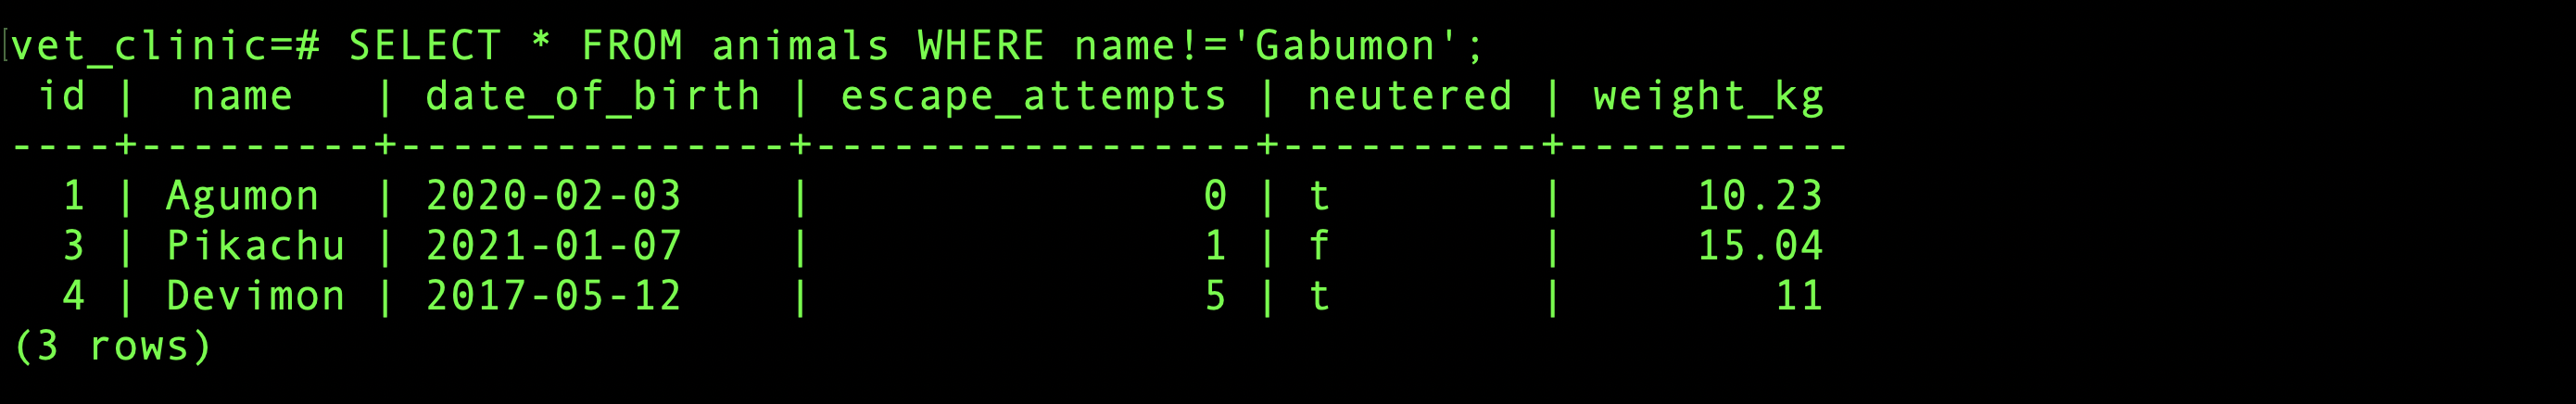 [vet_clinic=# SELECT * FROM animals WHERE name!='Gabumon';
 id |  name   | date_of_birth | escape_attempts | neutered | weight_kg
----+---------+---------------+-----------------+----------+-----------
  1 | Agumon  | 2020-02-03    |               0 | t        |     10.23
  3 | Pikachu | 2021-01-07    |               1 | f        |     15.04
  4 | Devimon | 2017-05-12    |               5 | t        |        11
(3 rows)